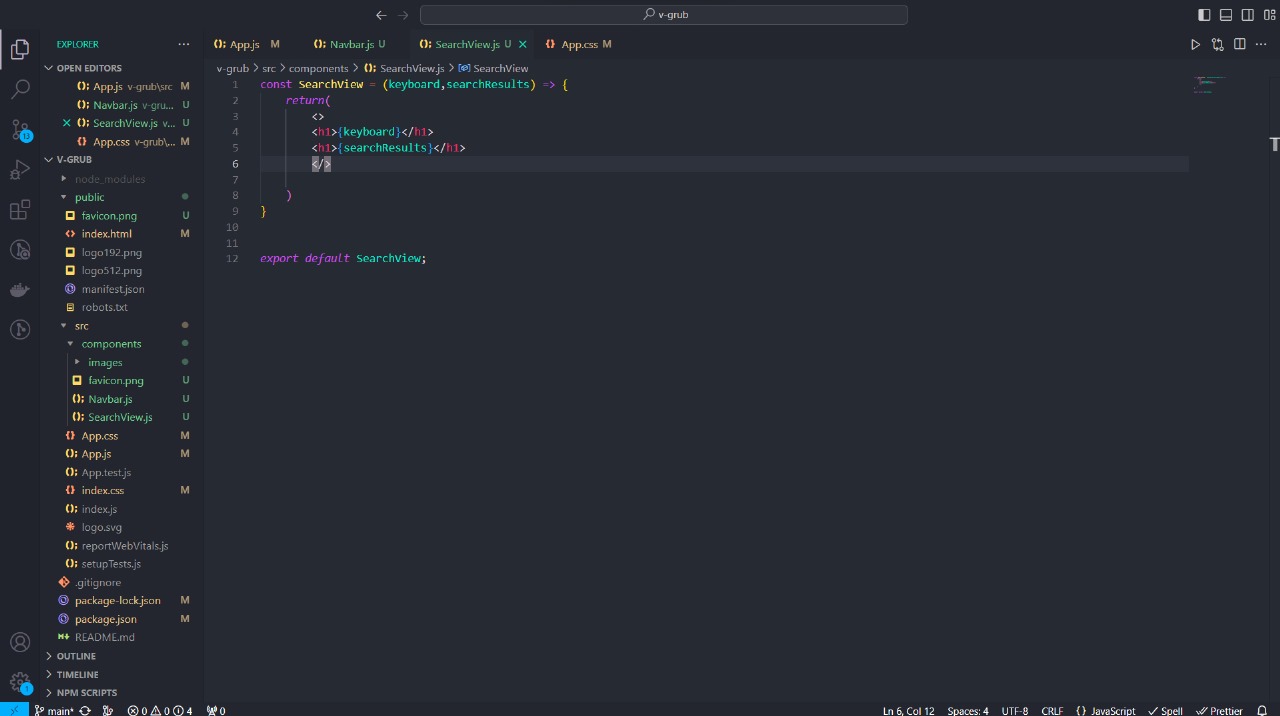 v-grub
EXPLORER
App.js M
Navbar.js U
SearchView.js U
App.css M
OPEN EDITORS
v-grub > src > components > SearchView.js > SearchView
App.js v-grub\src M
Navbar.js v-gru... U
SearchView.js v... U
App.css v-grub\... M
V-GRUB
node_modules
public
favicon.png U
index.html M
logo192.png
logo512.png
manifest.json
robots.txt
src
components
images
favicon.png U
Navbar.js U
SearchView.js U
App.css M
App.js M
App.test.js
index.css M
index.js
logo.svg
reportWebVitals.js
setupTests.js
.gitignore
package-lock.json M
package.json M
README.md
OUTLINE
TIMELINE
NPM SCRIPTS
1 const SearchView = (keyboard,searchResults) => {
2 return(
3 <>
4 <h1>{keyboard}</h1>
5 <h1>{searchResults}</h1>
6 </>
7
8 )
9 }
10
11
12 export default SearchView;
13
1
main* 0 0 4 0
Ln 6, Col 12 Spaces: 4 UTF-8 CRLF {} JavaScript Spell Prettier